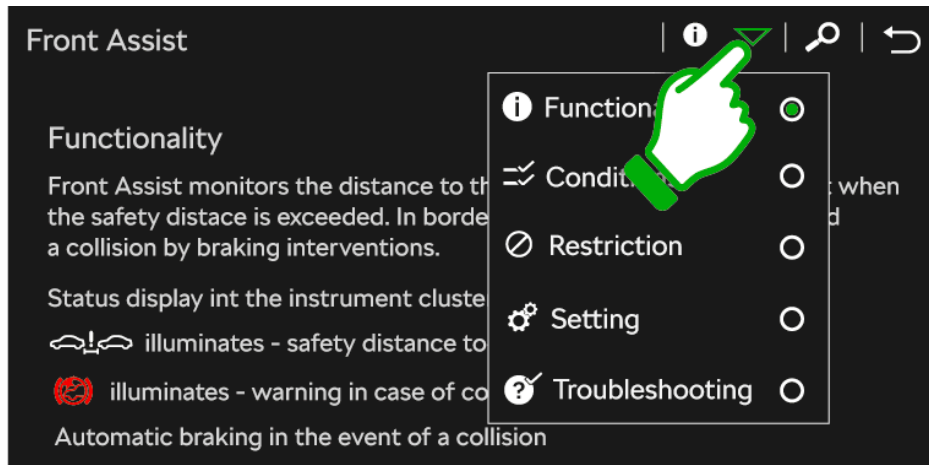 Front Assist
Functionality
Front Assist monitors the distance to th
when
the safety distace is exceeded. In borde
d
a collision by braking interventions.
Status display int the instrument cluste
illuminates - safety distance to
illuminates - warning in case of co
Automatic braking in the event of a collision
Function
Condit
Restriction
Setting
Troubleshooting